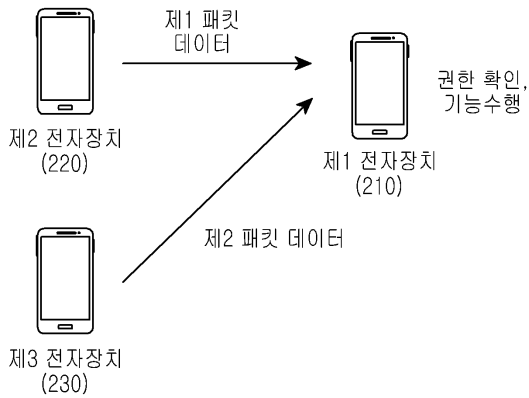 제1 패킷
데이터
제2 전자장치
(220)
권한 확인,
기능수행
제1 전자장치
(210)
제2 패킷 데이터
제3 전자장치
(230)